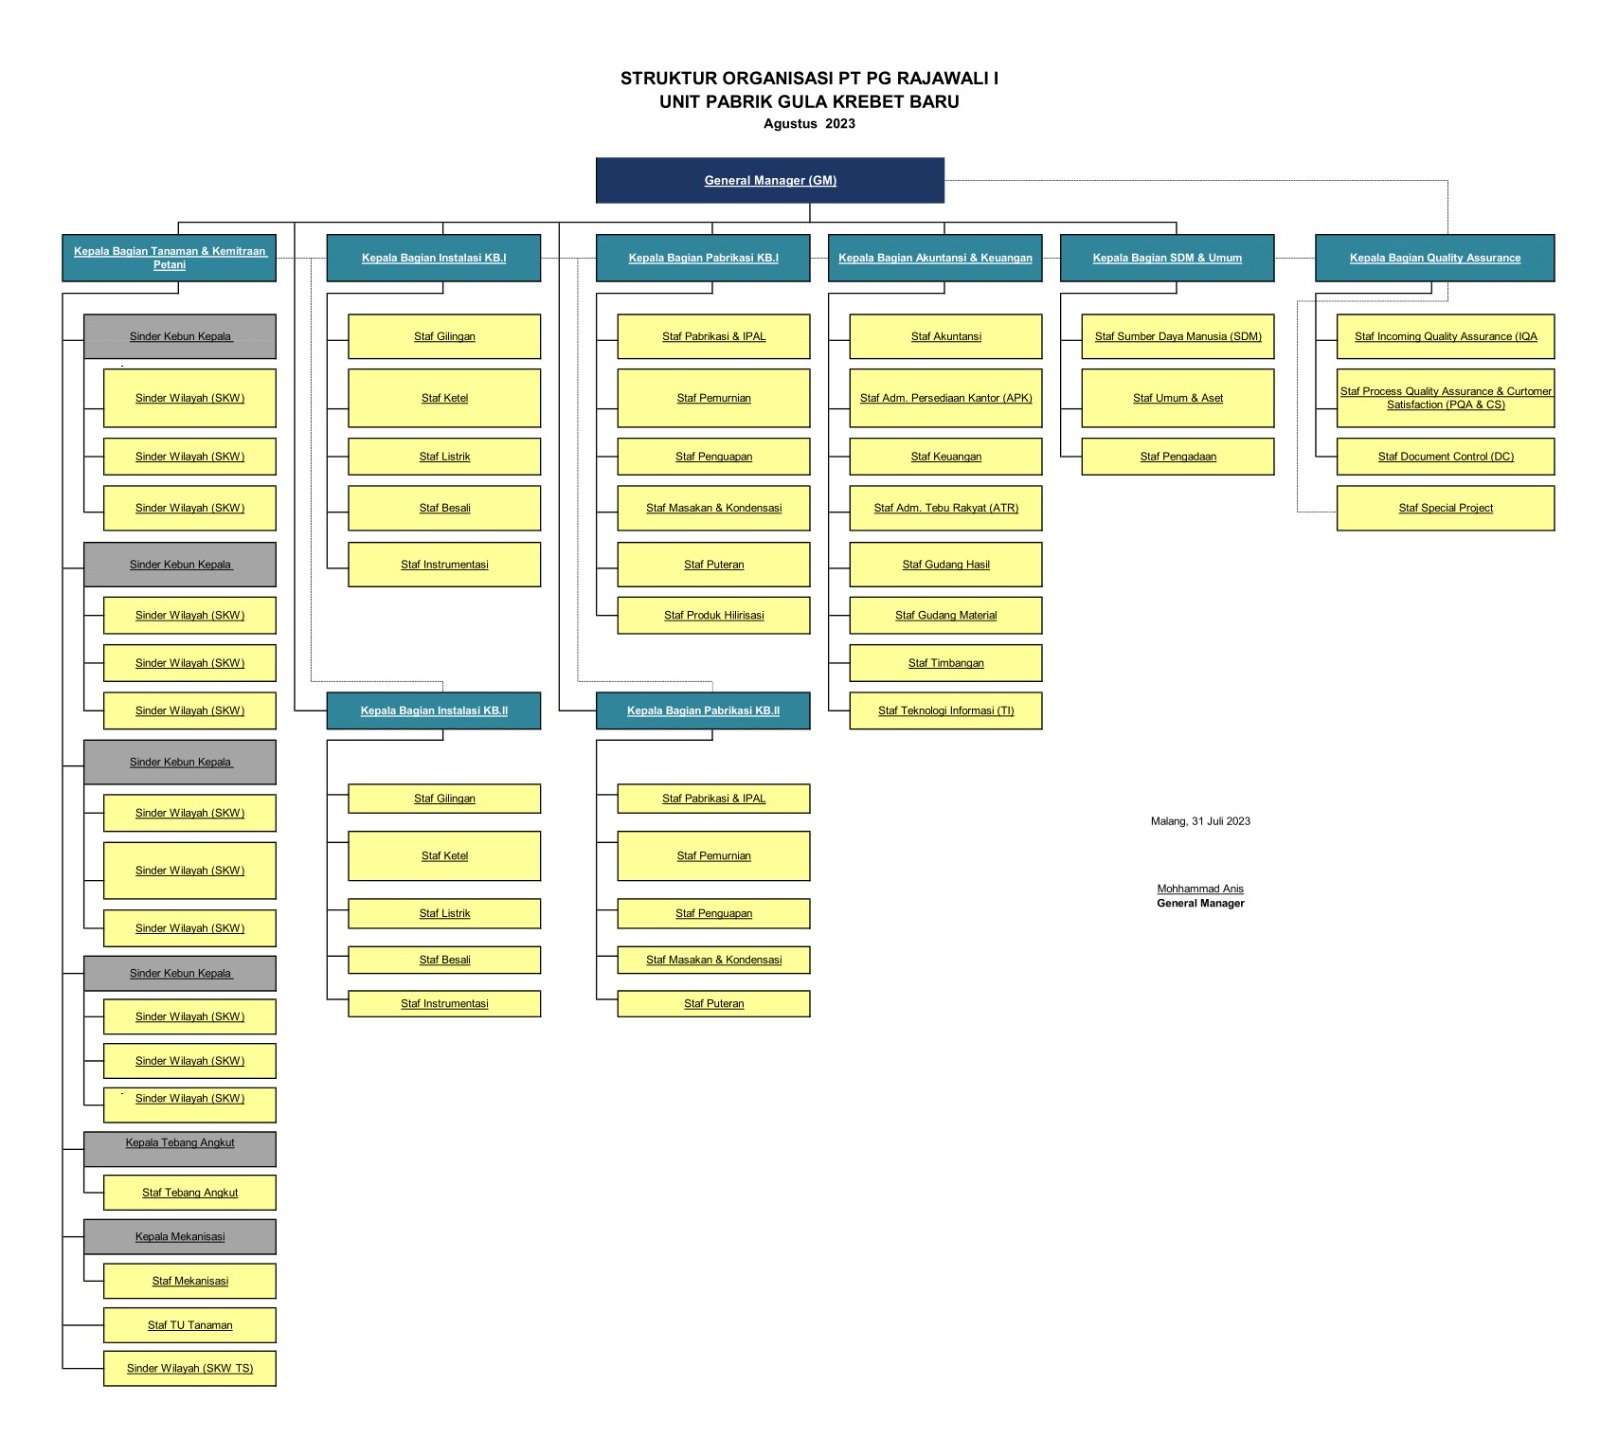 STRUKTUR ORGANISASI PT PG RAJAWALI I
UNIT PABRIK GULA KREBET BARU
Agustus 2023
General Manager (GM)
Kepala Bagian Tanaman & Kemitraan
Petani
Kepala Bagian Instalasi KB.I
Kepala Bagian Pabrikasi KB.I
Kepala Bagian Akuntansi & Keuangan
Kepala Bagian SDM & Umum
Kepala Bagian Quality Assurance
Sinder Kebun Kepala
Sinder Wilayah (SKW)
Sinder Wilayah (SKW)
Sinder Wilayah (SKW)
Sinder Kebun Kepala
Sinder Wilayah (SKW)
Sinder Wilayah (SKW)
Sinder Wilayah (SKW)
Sinder Kebun Kepala
Sinder Wilayah (SKW)
Sinder Wilayah (SKW)
Sinder Wilayah (SKW)
Sinder Kebun Kepala
Sinder Wilayah (SKW)
Sinder Wilayah (SKW)
Sinder Wilayah (SKW)
Kepala Tebang Angkut
Staf Tebang Angkut
Kepala Mekanisasi
Staf Mekanisasi
Staf TU Tanaman
Sinder Wilayah (SKW TS)
Staf Gilingan
Staf Ketel
Staf Listrik
Staf Besali
Staf Instrumentasi
Kepala Bagian Instalasi KB.II
Staf Gilingan
Staf Ketel
Staf Listrik
Staf Besali
Staf Instrumentasi
Staf Pabrikasi & IPAL
Staf Pemurnian
Staf Penguapan
Staf Masakan & Kondensasi
Staf Puteran
Staf Produk Hilirisasi
Kepala Bagian Pabrikasi KB.II
Staf Pabrikasi & IPAL
Staf Pemurnian
Staf Penguapan
Staf Masakan & Kondensasi
Staf Puteran
Staf Akuntansi
Staf Adm. Persediaan Kantor (APK)
Staf Keuangan
Staf Adm. Tebu Rakyat (ATR)
Staf Gudang Hasil
Staf Gudang Material
Staf Timbangan
Staf Teknologi Informasi (TI)
Staf Sumber Daya Manusia (SDM)
Staf Umum & Aset
Staf Pengadaan
Staf Incoming Quality Assurance (IQA
Staf Process Quality Assurance & Curtomer
Satisfaction (PQA & CS)
Staf Document Control (DC)
Staf Special Project
Malang, 31 Juli 2023
Mohhammad Anis
General Manager